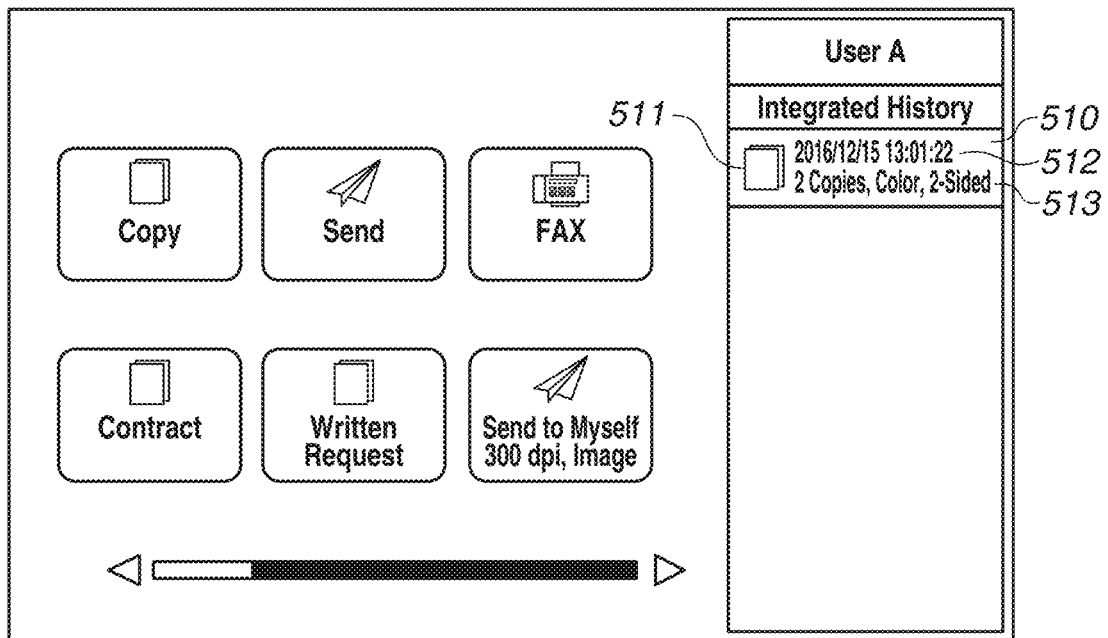 User A
Integrated History
511
510
2016/12/15 13:01:22
512
2 Copies, Color, 2-Sided
513
Copy
Send
FAX
Contract
Written
Request
Send to Myself
300 dpi, Image